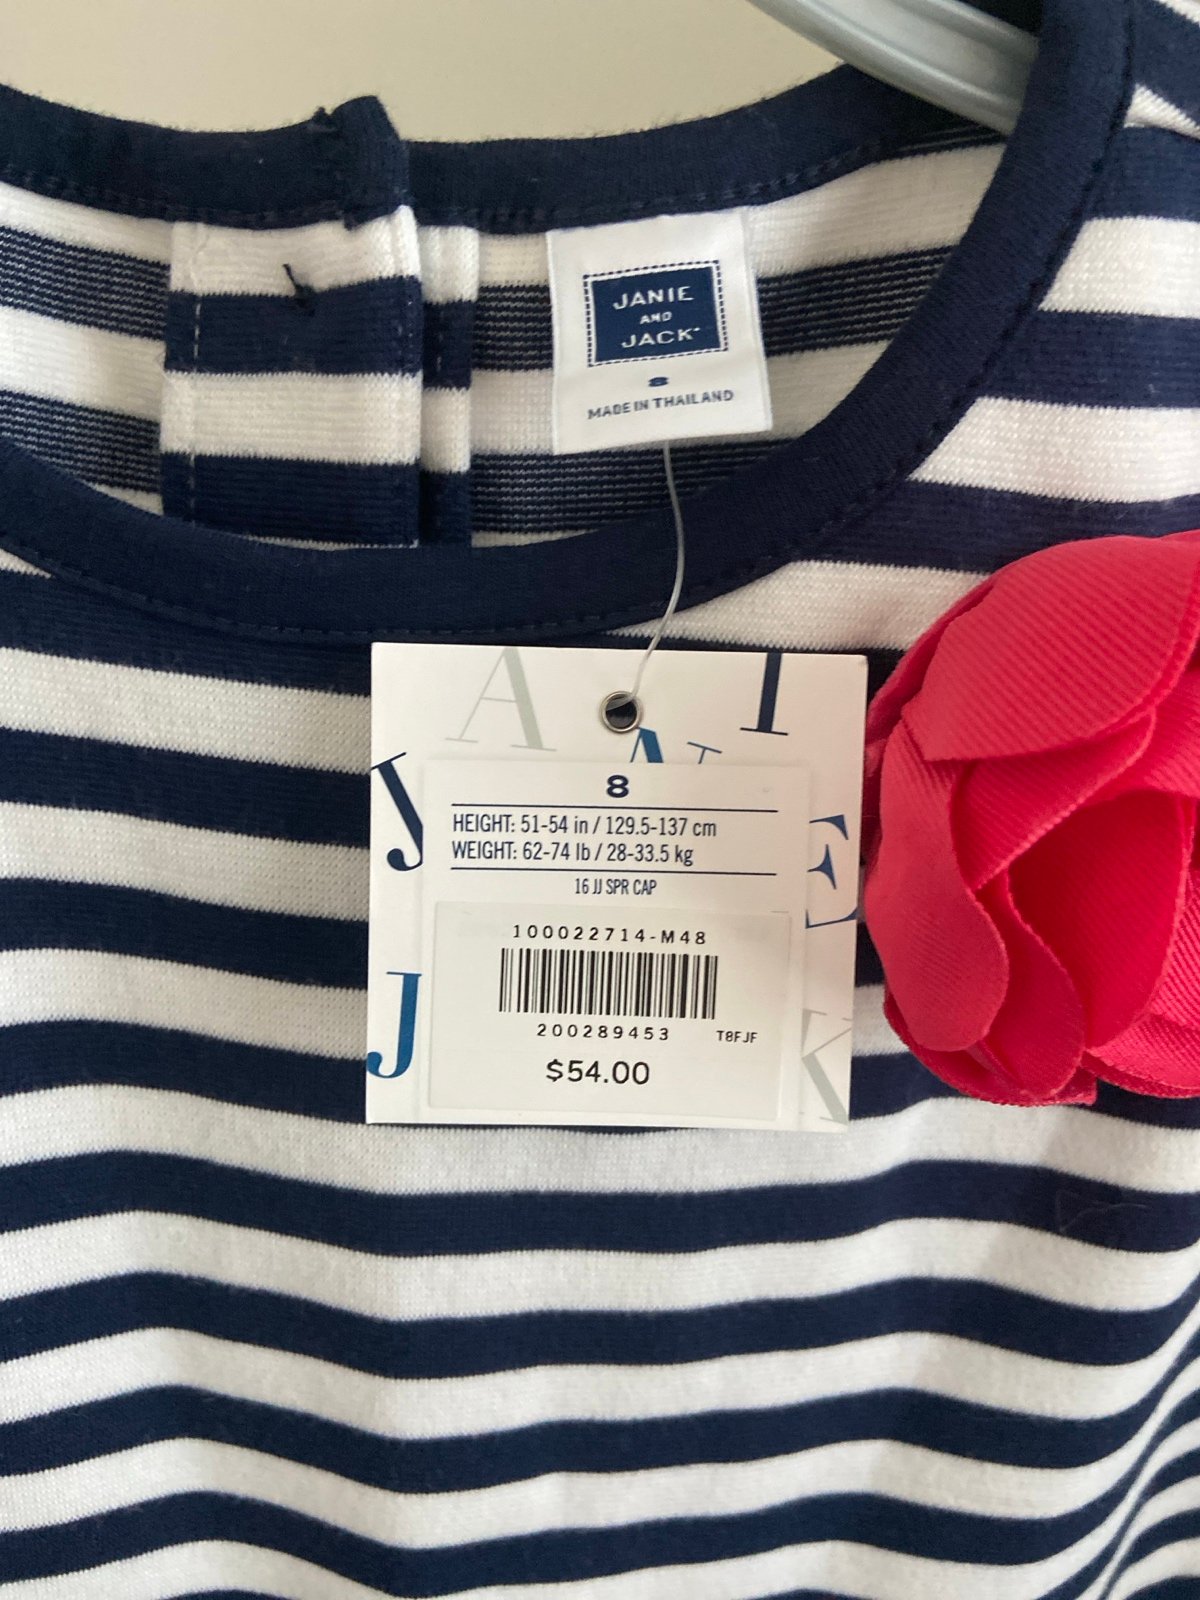 JANIE
AND
JACK
8
MADE IN THAILAND
A
I
N
J
8
HEIGHT: 51-54 in / 129.5-137 cm
WEIGHT: 62-74 lb / 28-33.5 kg
16 JJ SPR CAP
E
100022714-M48
200289453
T8FJF
$54.00
J
K